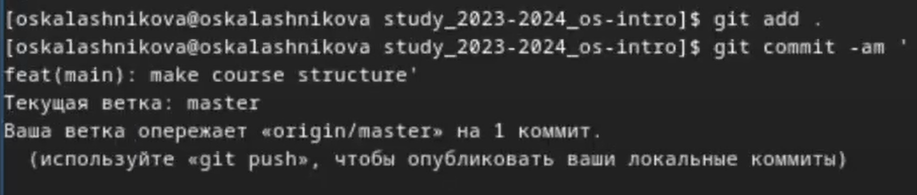 [oskalashnikova@oskalashnikova study_2023-2024_os-intro]$ git add .
[oskalashnikova@oskalashnikova study_2023-2024_os-intro]$ git commit -am '
feat(main): make course structure'
Текущая ветка: master
Ваша ветка опережает «origin/master» на 1 коммит.
  (используйте «git push», чтобы опубликовать ваши локальные коммиты)